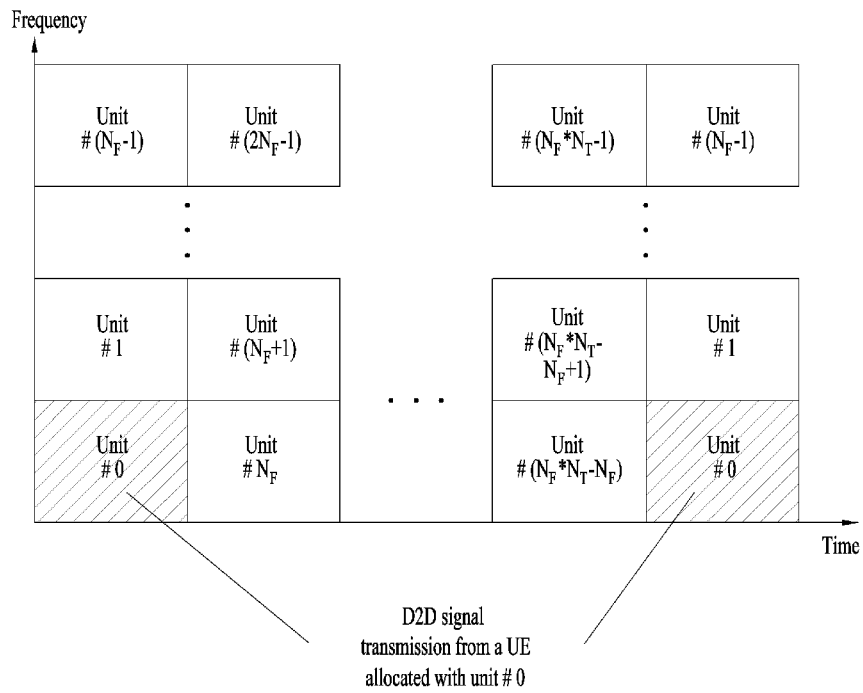 Frequency
Unit
# (N_F-1)
Unit
# (2N_F-1)
Unit
# (N_F*N_T-1)
Unit
# (N_F-1)
Unit
# 1
Unit
# (N_F+1)
Unit
# (N_F*N_T-
N_F+1)
Unit
# 1
Unit
# 0
Unit
# N_F
Unit
# (N_F*N_T-N_F)
Unit
# 0
Time
D2D signal
transmission from a UE
allocated with unit # 0